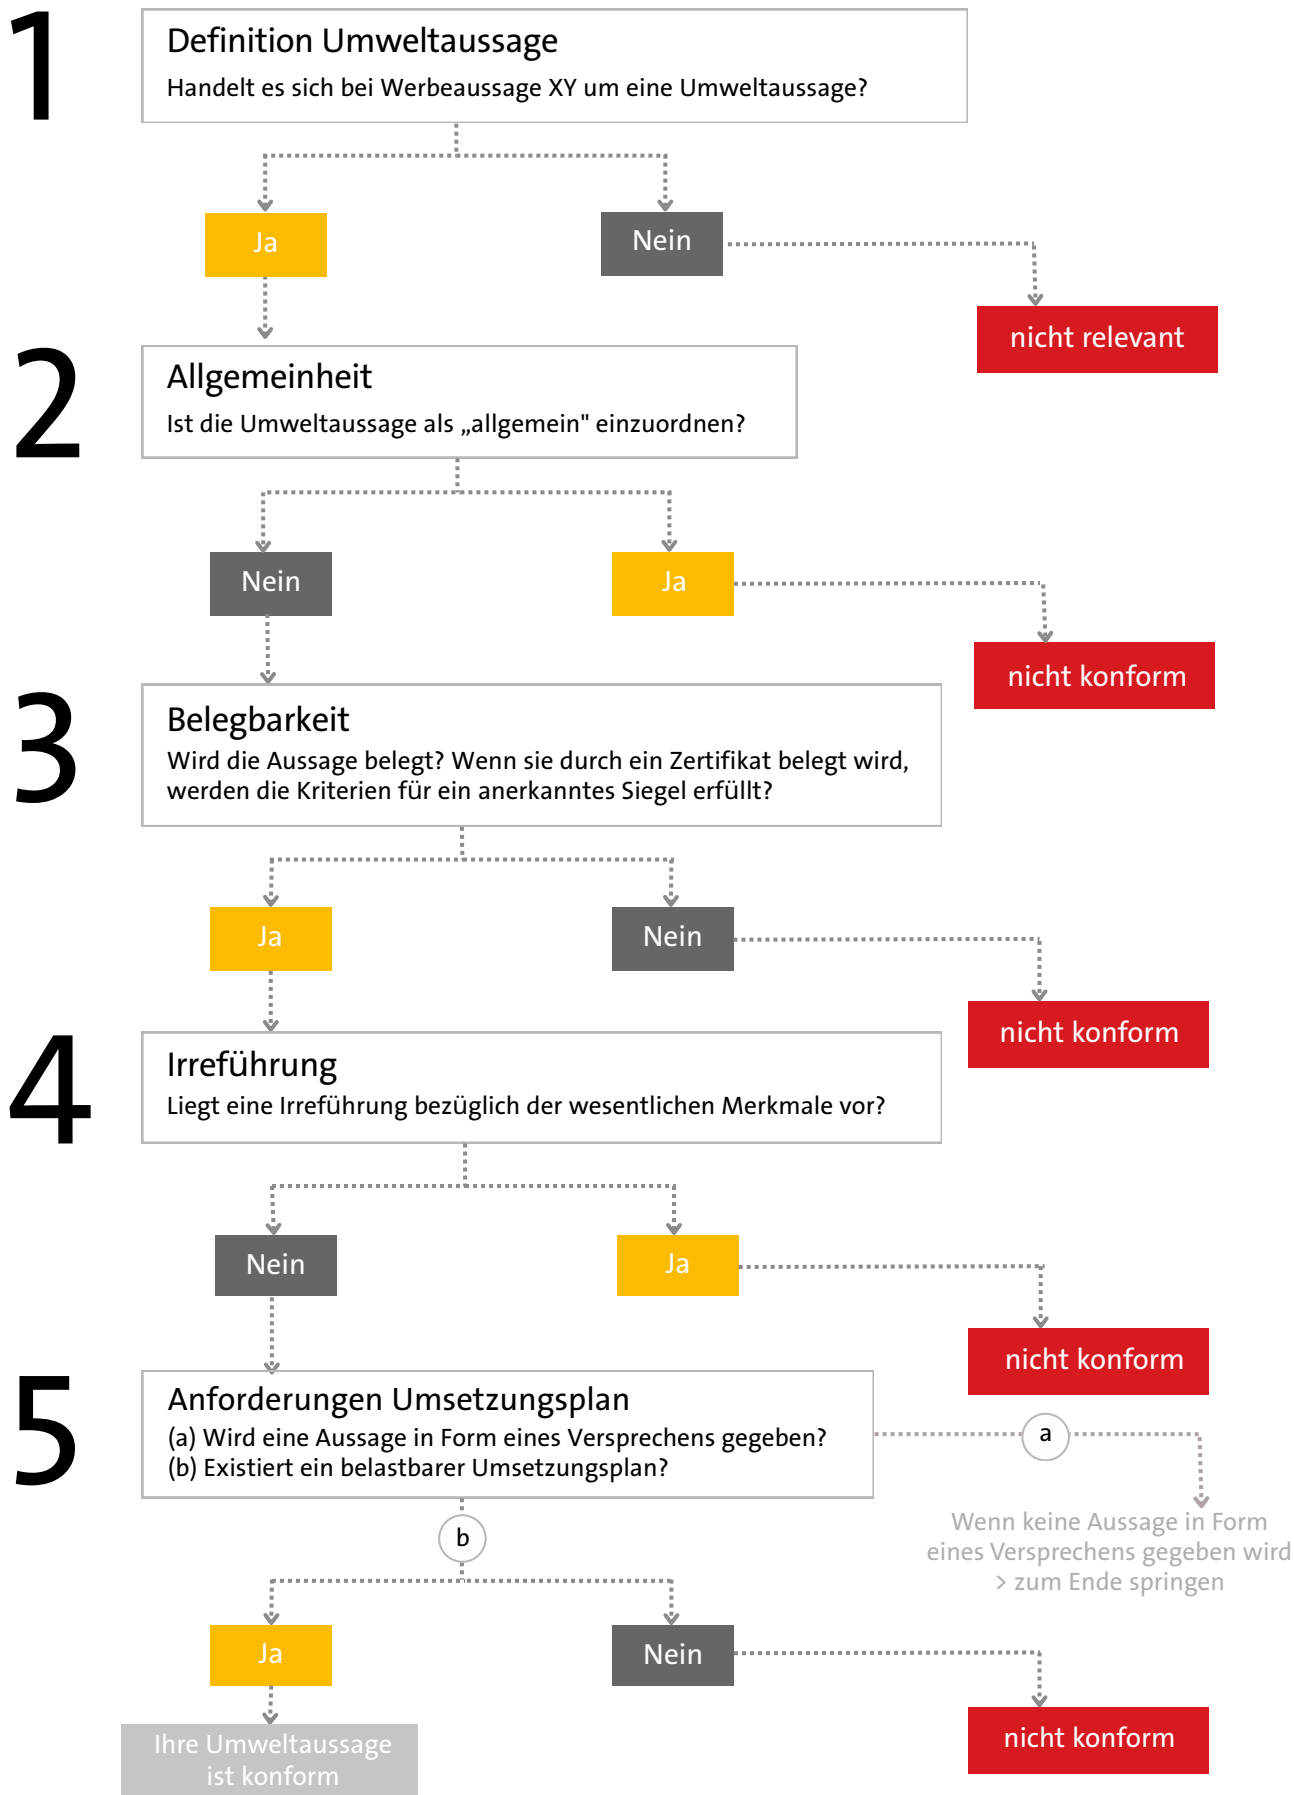 1
Definition Umweltaussage
Handelt es sich bei Werbeaussage XY um eine Umweltaussage?
Ja
Nein
nicht relevant
2
Allgemeinheit
Ist die Umweltaussage als „allgemein" einzuordnen?
Nein
Ja
nicht konform
3
Belegbarkeit
Wird die Aussage belegt? Wenn sie durch ein Zertifikat belegt wird,
werden die Kriterien für ein anerkanntes Siegel erfüllt?
Ja
Nein
nicht konform
4
Irreführung
Liegt eine Irreführung bezüglich der wesentlichen Merkmale vor?
Nein
Ja
nicht konform
5
Anforderungen Umsetzungsplan
(a) Wird eine Aussage in Form eines Versprechens gegeben?
(b) Existiert ein belastbarer Umsetzungsplan?
a
Wenn keine Aussage in Form
eines Versprechens gegeben wird
> zum Ende springen
b
Ja
Nein
nicht konform
Ihre Umweltaussage
ist konform